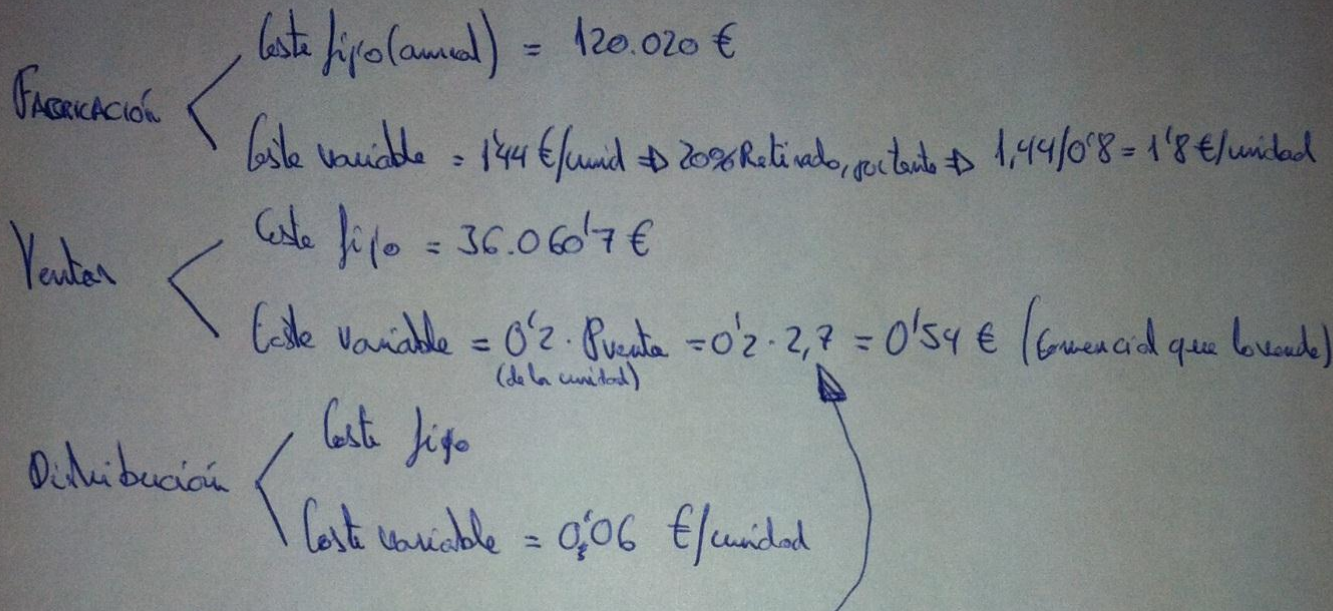 Coste fijo (anual) = 120.020 €
FABRICACIÓN
Coste variable = 1'44 €/unid ⇒ 20% Retirado, por tanto ⇒ 1,44/0'8 = 1'8 €/unidad
Coste fijo = 36.060'7 €
Ventas
Coste variable = 0'2 · Pventa = 0'2 · 2,7 = 0'54 € (Comercial que lo vende)
(de la unidad)
Coste fijo
Distribución
Coste variable = 0'06 €/unidad